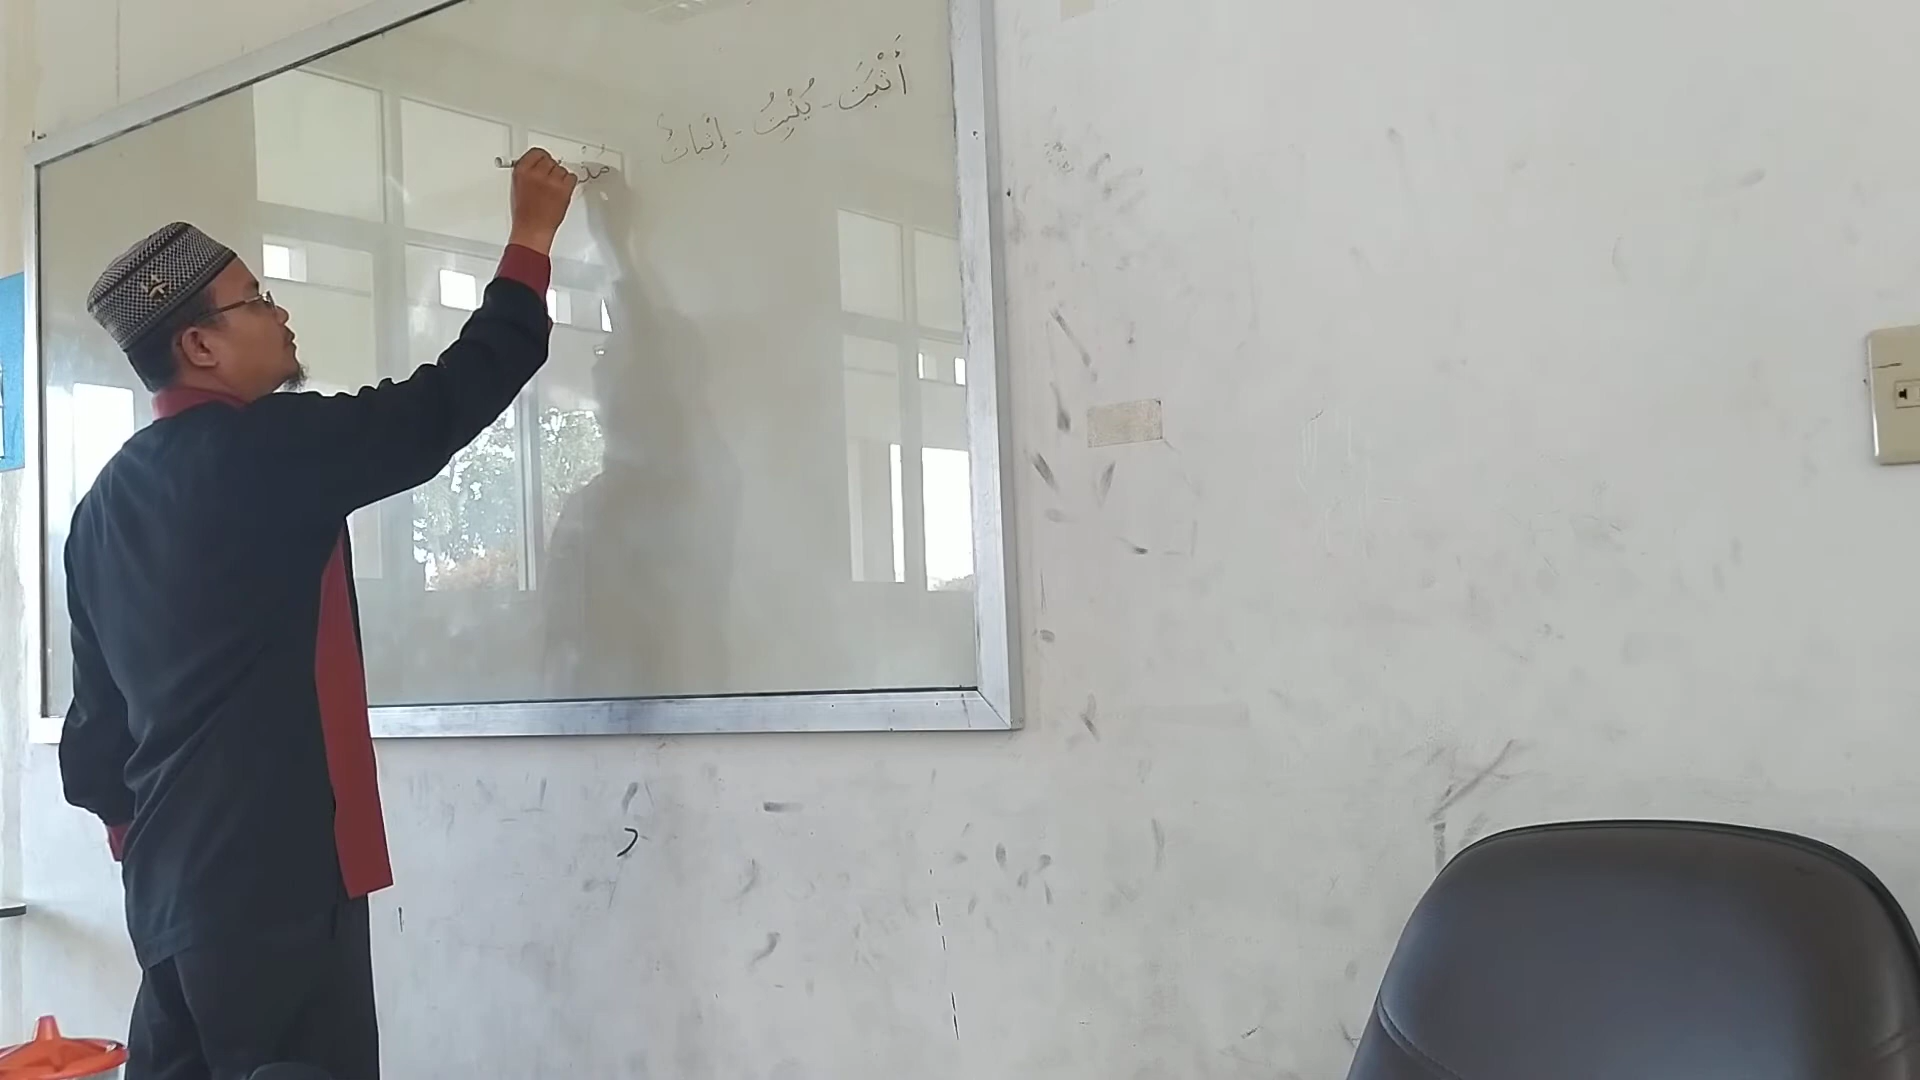 أَثْبَتَ - يُثْبِتُ - إِثْبَاتٌ